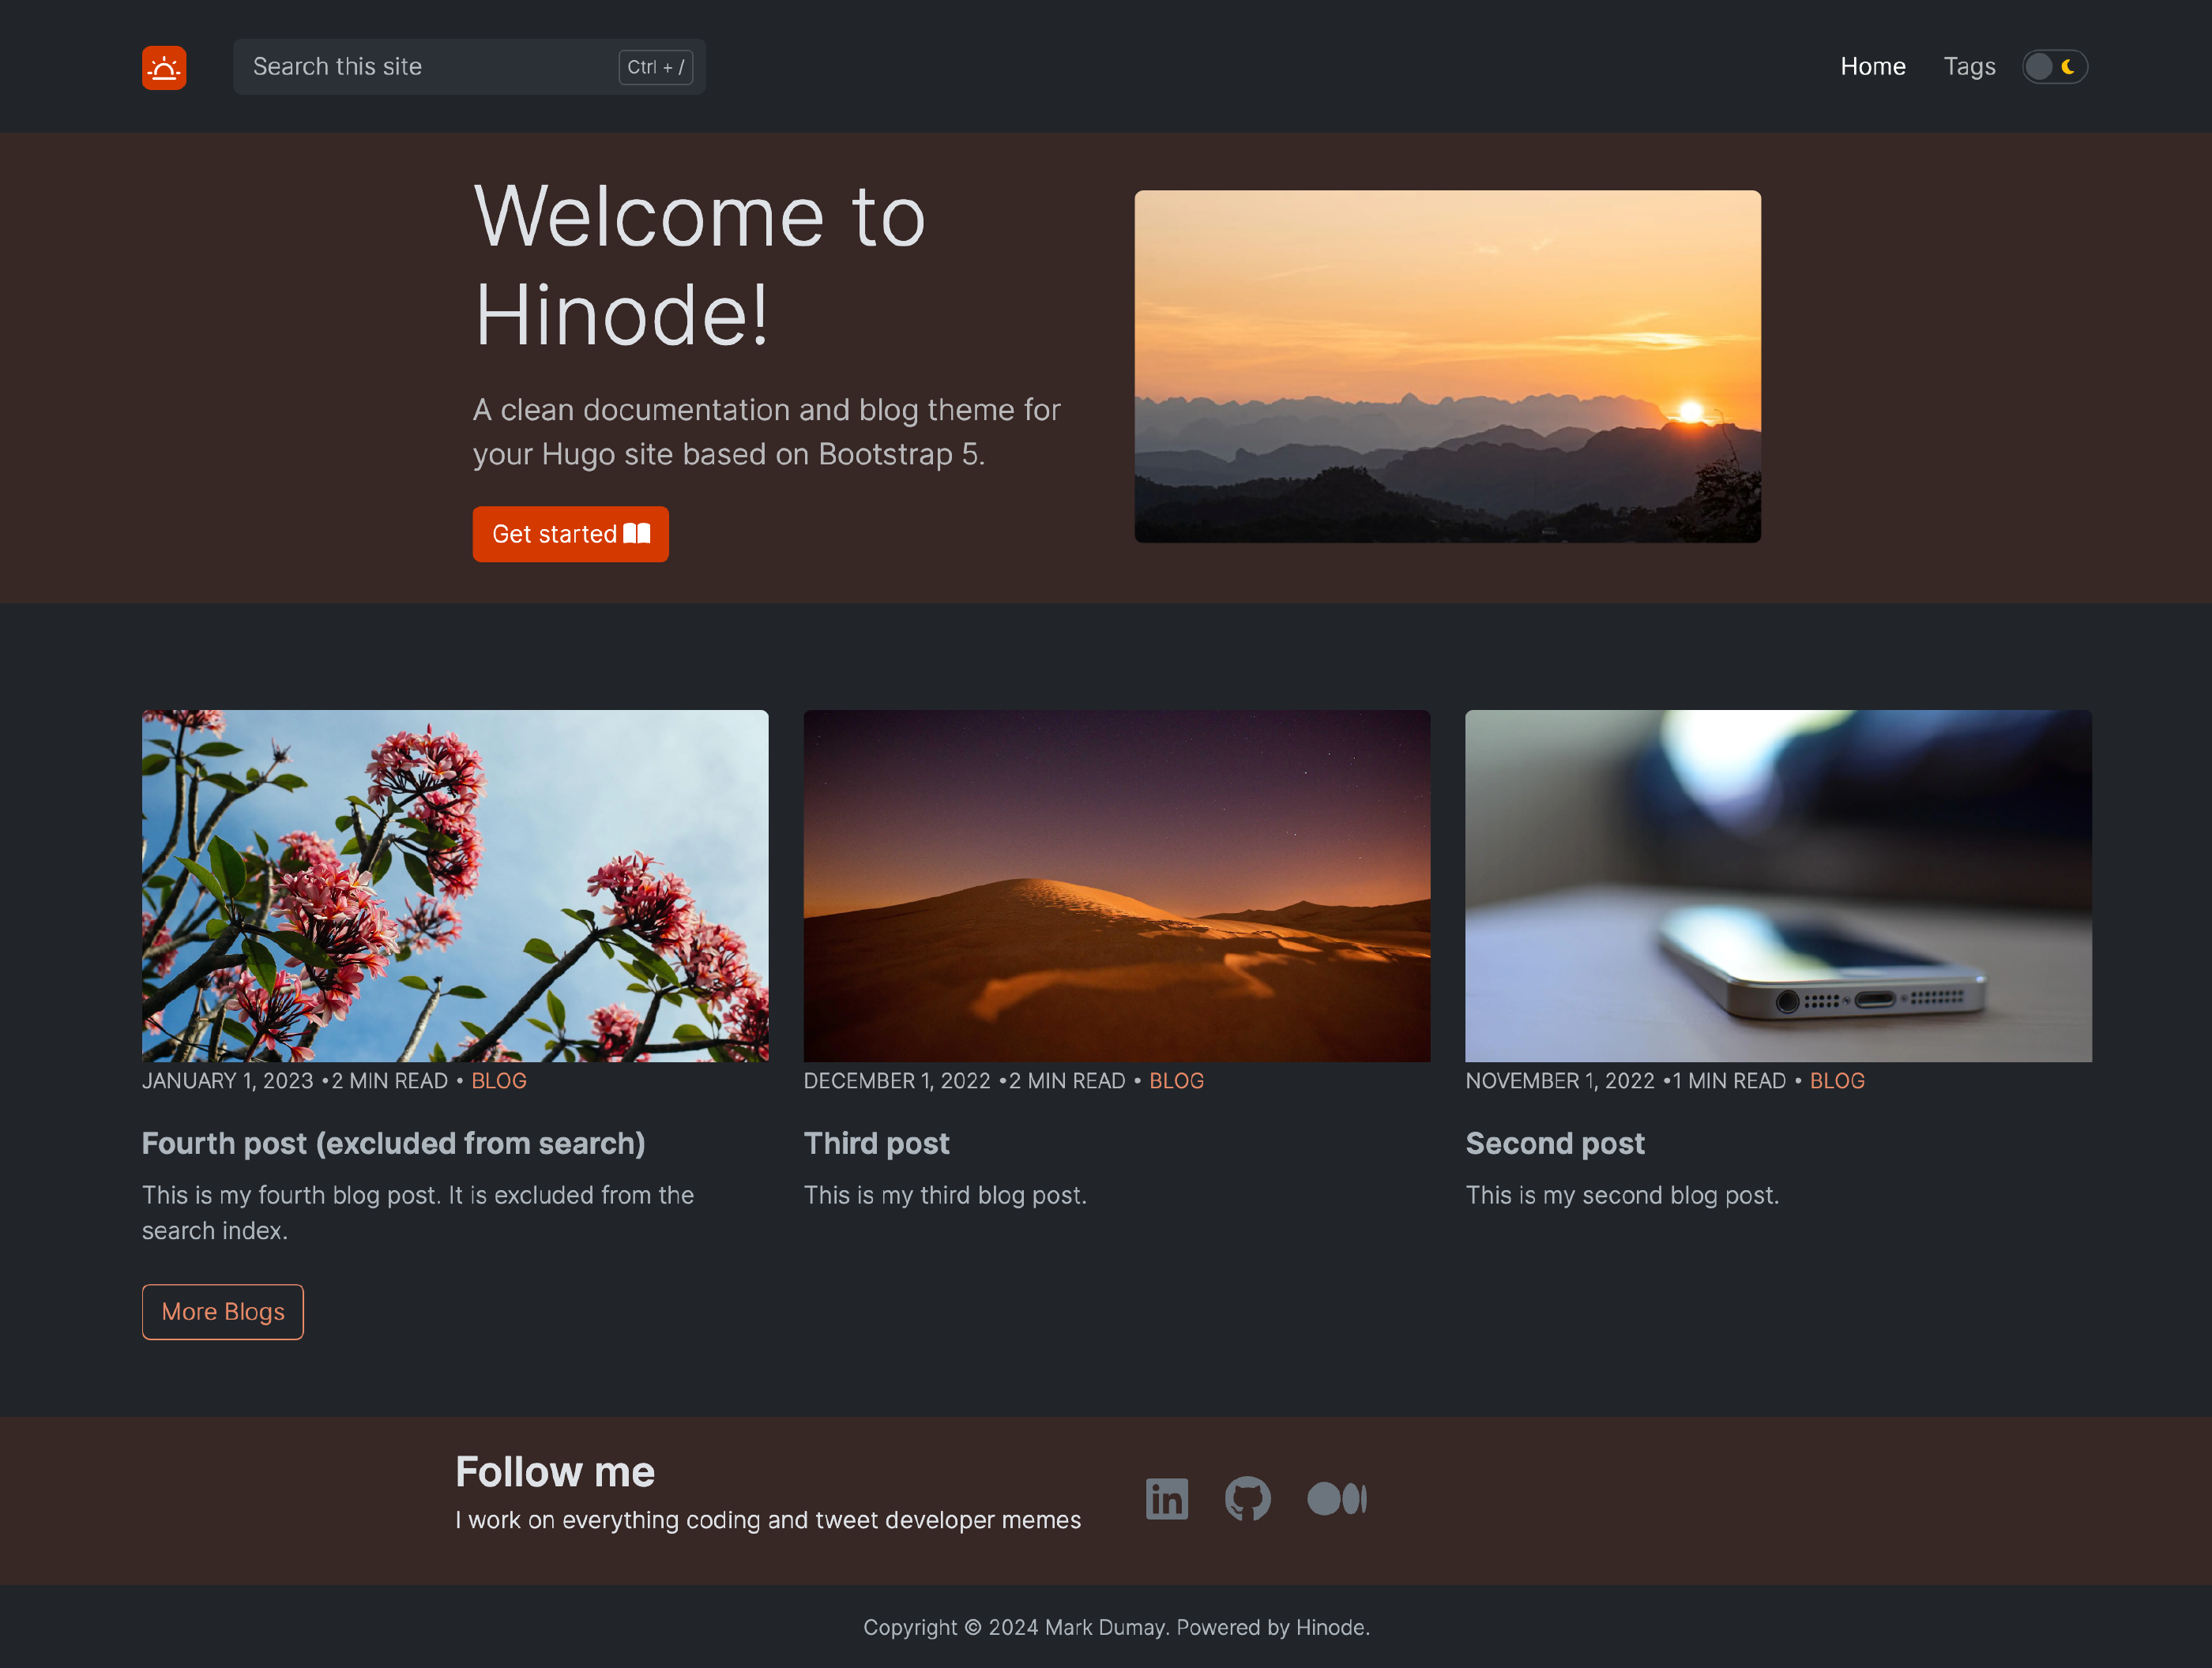 Search this site
Ctrl + /
Home
Tags
Welcome to
Hinode!
A clean documentation and blog theme for
your Hugo site based on Bootstrap 5.
Get started
JANUARY 1, 2023 •2 MIN READ • BLOG
Fourth post (excluded from search)
This is my fourth blog post. It is excluded from the
search index.
DECEMBER 1, 2022 •2 MIN READ • BLOG
Third post
This is my third blog post.
NOVEMBER 1, 2022 •1 MIN READ • BLOG
Second post
This is my second blog post.
More Blogs
Follow me
I work on everything coding and tweet developer memes
in
Copyright © 2024 Mark Dumay. Powered by Hinode.